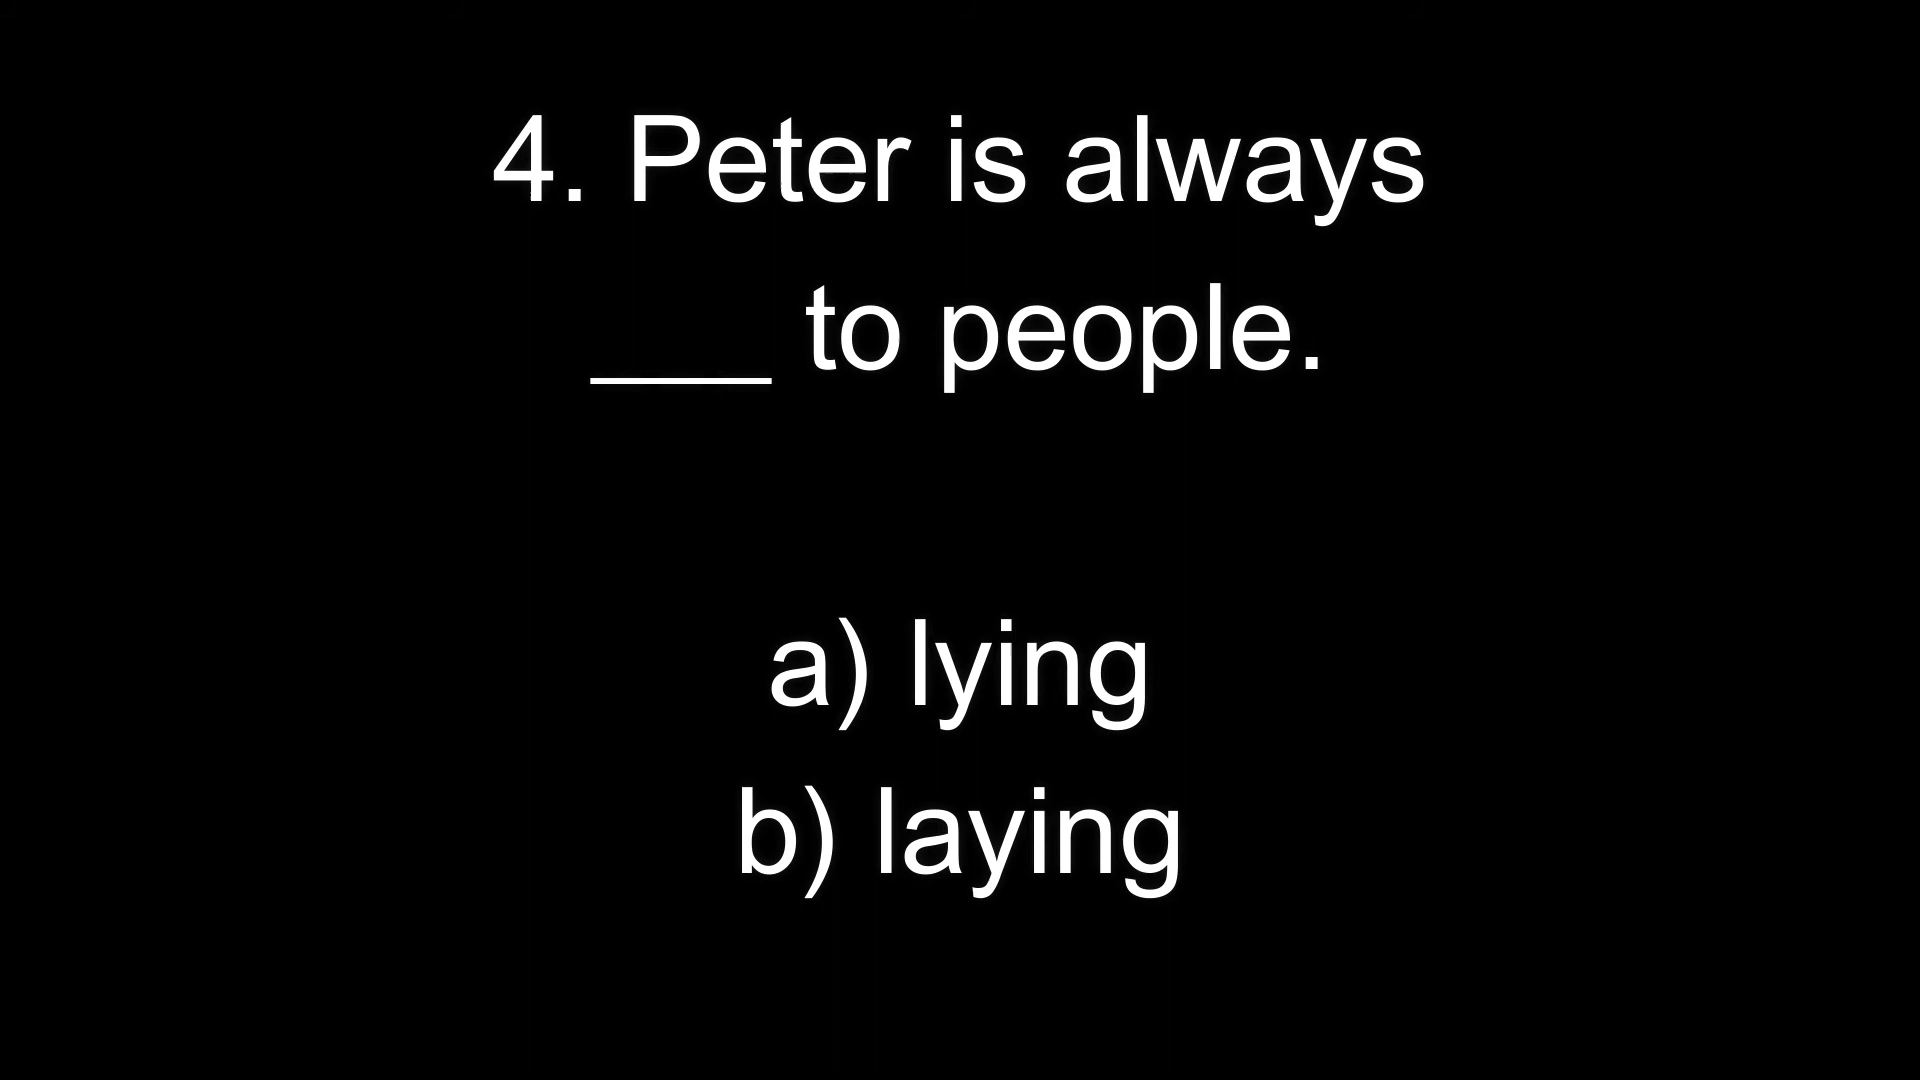 4. Peter is always
___ to people.
a) lying
b) laying